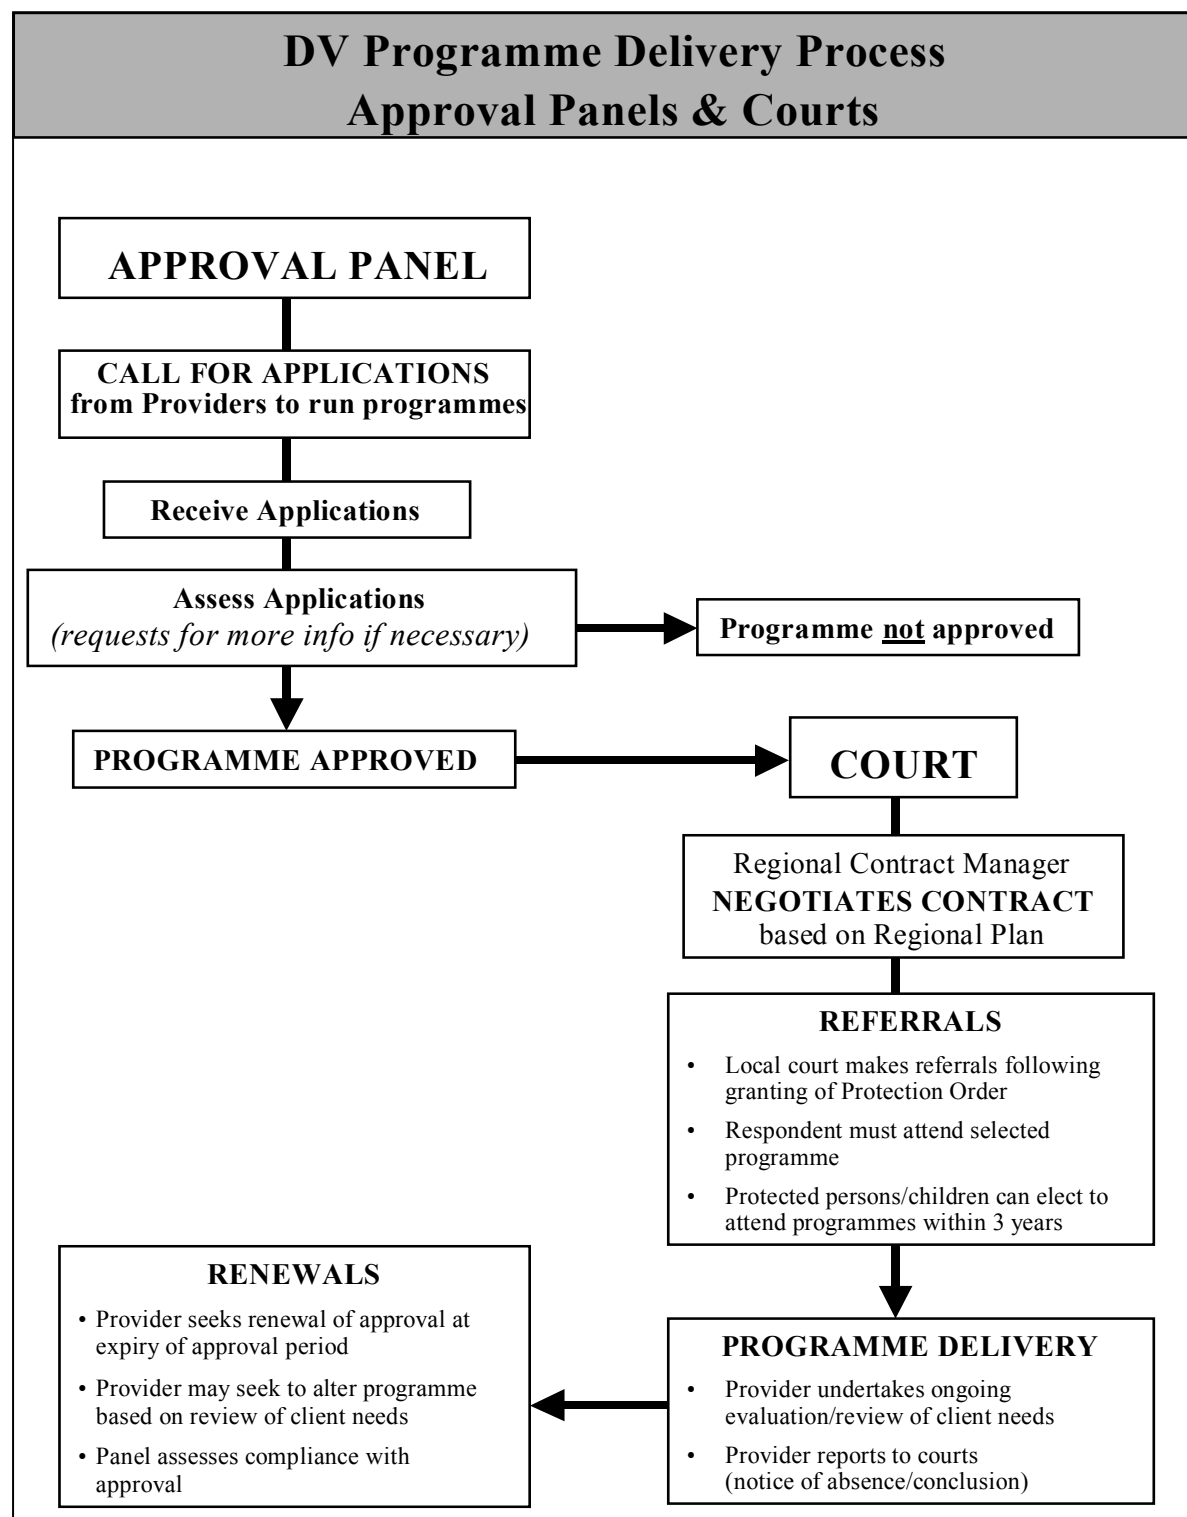 DV Programme Delivery Process
Approval Panels & Courts
APPROVAL PANEL
CALL FOR APPLICATIONS
from Providers to run programmes
Receive Applications
Assess Applications
(requests for more info if necessary)
Programme not approved
PROGRAMME APPROVED
COURT
Regional Contract Manager
NEGOTIATES CONTRACT
based on Regional Plan
REFERRALS
• Local court makes referrals following
granting of Protection Order
• Respondent must attend selected
programme
• Protected persons/children can elect to
attend programmes within 3 years
RENEWALS
• Provider seeks renewal of approval at
expiry of approval period
• Provider may seek to alter programme
based on review of client needs
• Panel assesses compliance with
approval
PROGRAMME DELIVERY
• Provider undertakes ongoing
evaluation/review of client needs
• Provider reports to courts
(notice of absence/conclusion)